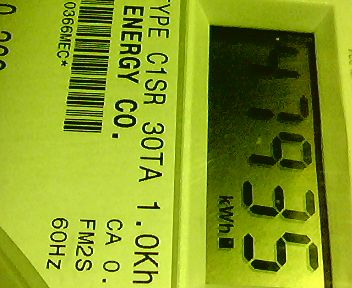 47935
kWh
TYPE C1SR 30TA 1.0Kh
ENERGY CO.
CA 0.
FM2S
60Hz
0366MEC*